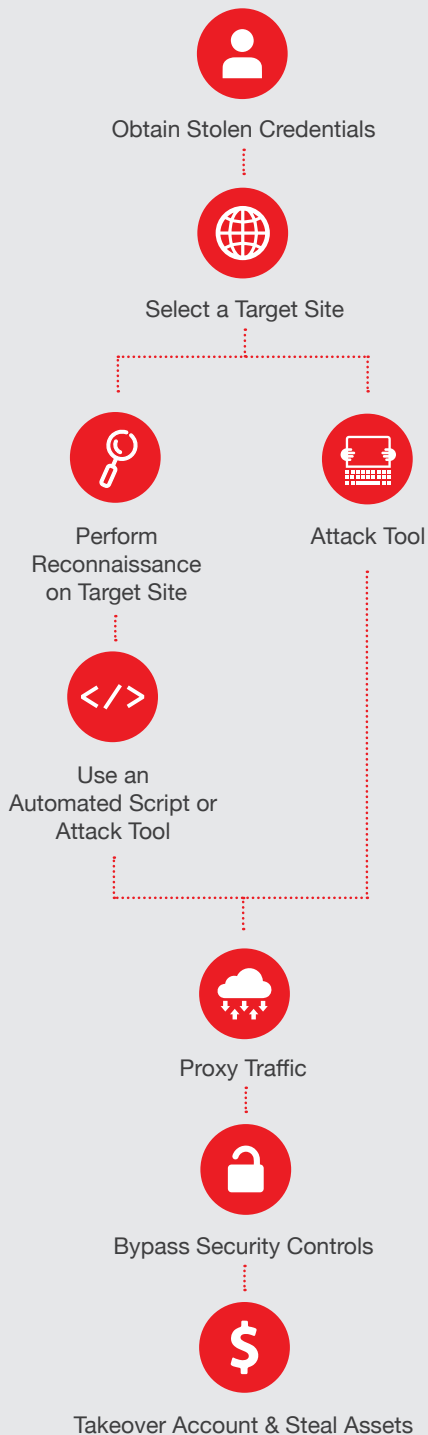 Obtain Stolen Credentials
Select a Target Site
Perform
Reconnaissance
on Target Site
Attack Tool
</>
Use an
Automated Script or
Attack Tool
Proxy Traffic
Bypass Security Controls
$
Takeover Account & Steal Assets